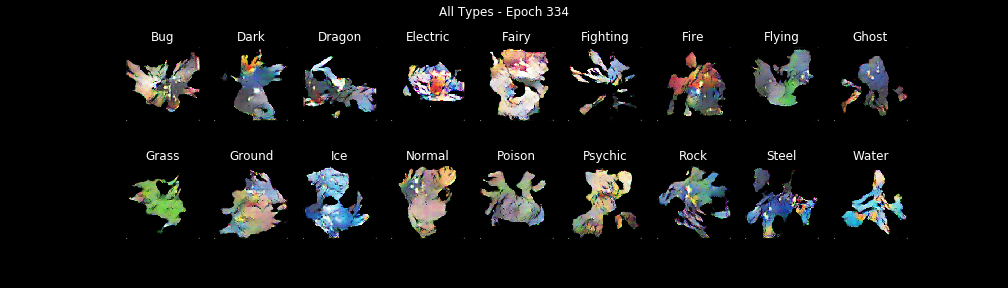 All Types - Epoch 334
Bug Dark Dragon Electric Fairy Fighting Fire Flying Ghost
Grass Ground Ice Normal Poison Psychic Rock Steel Water